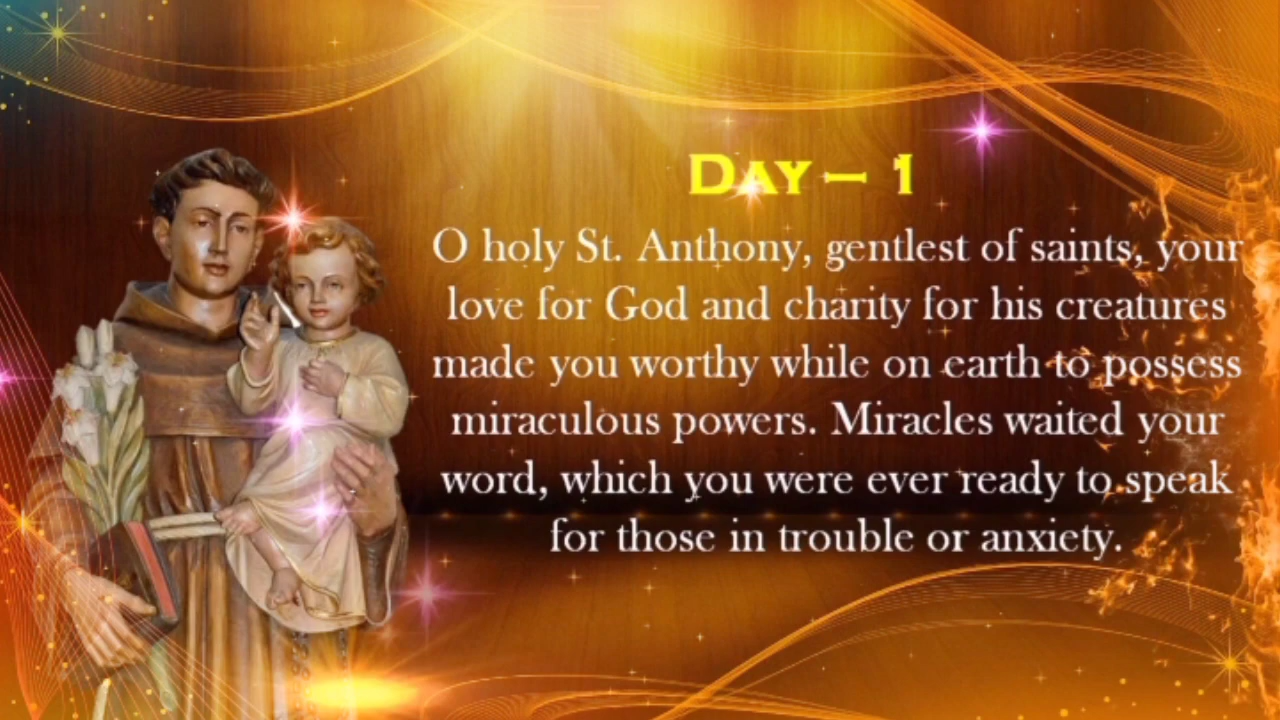 DAY – 1
O holy St. Anthony, gentlest of saints, your
love for God and charity for his creatures
made you worthy while on earth to possess
miraculous powers. Miracles waited your
word, which you were ever ready to speak
for those in trouble or anxiety.